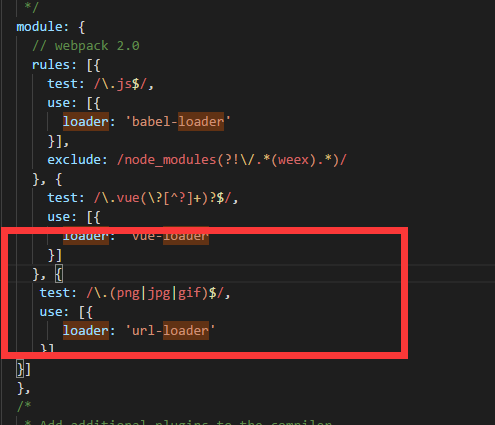 */
module: {
// webpack 2.0
rules: [{
test: /\.js$/,
use: [{
loader: 'babel-loader'
}],
exclude: /node_modules(?!\/.*(weex).*)/
}, {
test: /\.vue(\?[^?]+)?$/,
use: [{
loader: 'vue-loader'
}]
}, {
test: /\.(png|jpg|gif)$/,
use: [{
loader: 'url-loader'
}]
}]
},
/*
* Add additional plugins to the compiler.